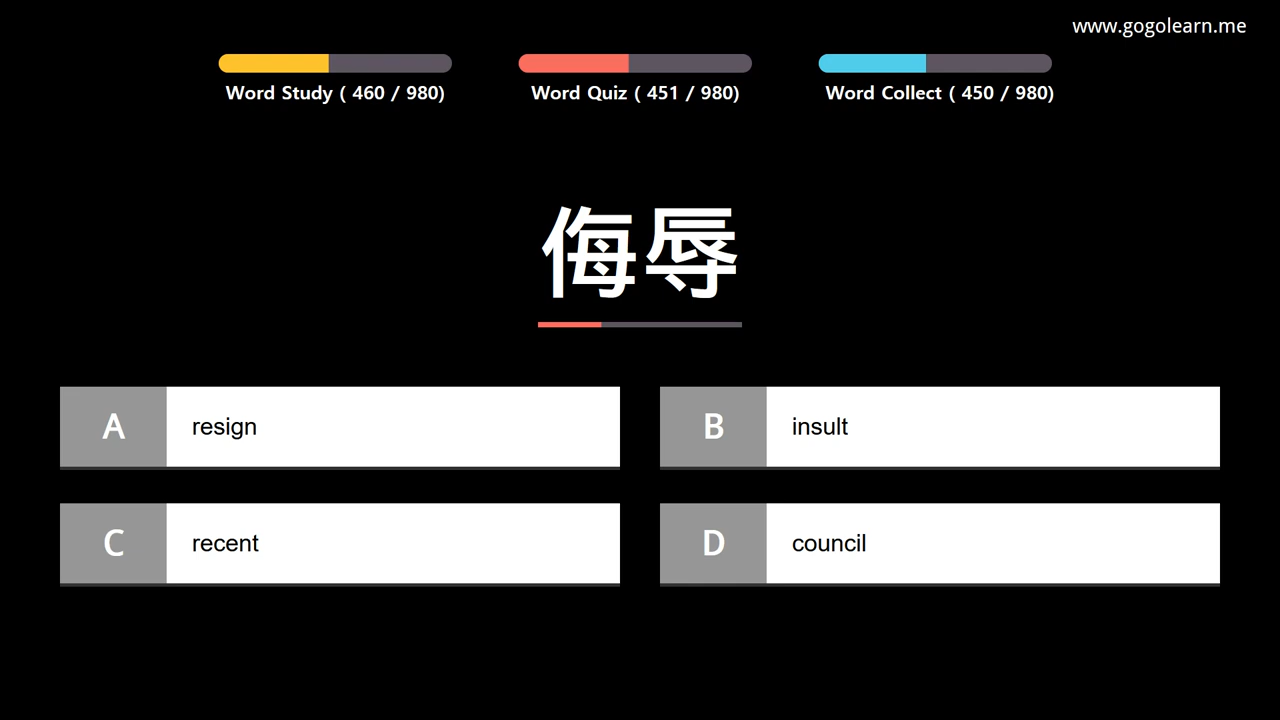 www.gogolearn.me
Word Study ( 460 / 980)
Word Quiz ( 451 / 980)
Word Collect ( 450 / 980)
侮辱
A resign
B insult
C recent
D council